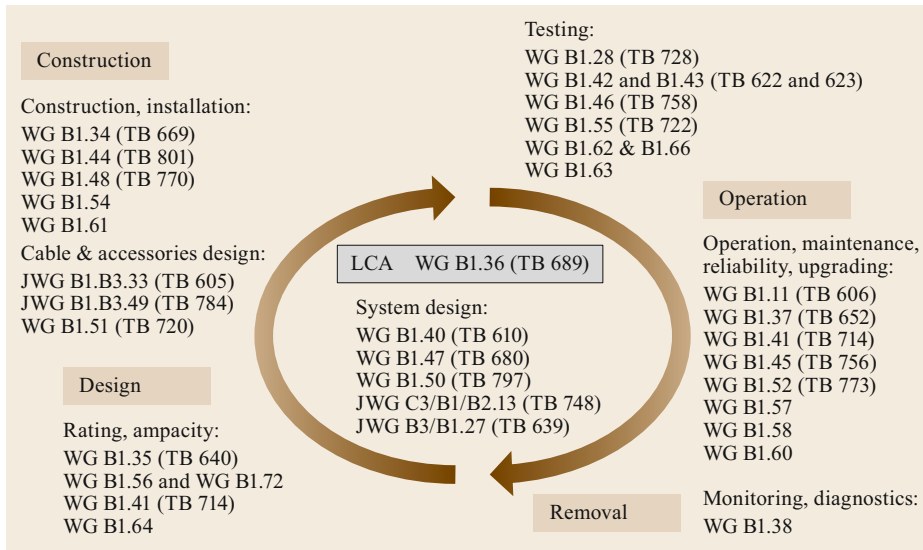 Construction
Construction, installation:
WG B1.34 (TB 669)
WG B1.44 (TB 801)
WG B1.48 (TB 770)
WG B1.54
WG B1.61
Cable & accessories design:
JWG B1.B3.33 (TB 605)
JWG B1.B3.49 (TB 784)
WG B1.51 (TB 720)
Design
Rating, ampacity:
WG B1.35 (TB 640)
WG B1.56 and WG B1.72
WG B1.41 (TB 714)
WG B1.64
LCA WG B1.36 (TB 689)
System design:
WG B1.40 (TB 610)
WG B1.47 (TB 680)
WG B1.50 (TB 797)
JWG C3/B1/B2.13 (TB 748)
JWG B3/B1.27 (TB 639)
Testing:
WG B1.28 (TB 728)
WG B1.42 and B1.43 (TB 622 and 623)
WG B1.46 (TB 758)
WG B1.55 (TB 722)
WG B1.62 & B1.66
WG B1.63
Operation
Operation, maintenance,
reliability, upgrading:
WG B1.11 (TB 606)
WG B1.37 (TB 652)
WG B1.41 (TB 714)
WG B1.45 (TB 756)
WG B1.52 (TB 773)
WG B1.57
WG B1.58
WG B1.60
Monitoring, diagnostics:
WG B1.38
Removal